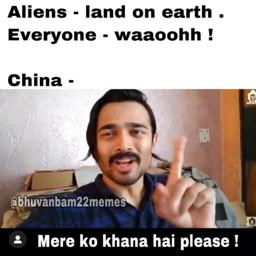 Aliens - land on earth .
Everyone - waaoohh !
China -
@bhuvanbam22memes
Mere ko khana hai please !